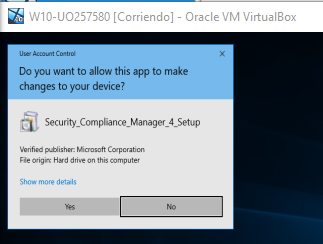 W10-UO257580 [Corriendo] - Oracle VM VirtualBox
User Account Control
Do you want to allow this app to make
changes to your device?
Security_Compliance_Manager_4_Setup
Verified publisher: Microsoft Corporation
File origin: Hard drive on this computer
Show more details
Yes
No